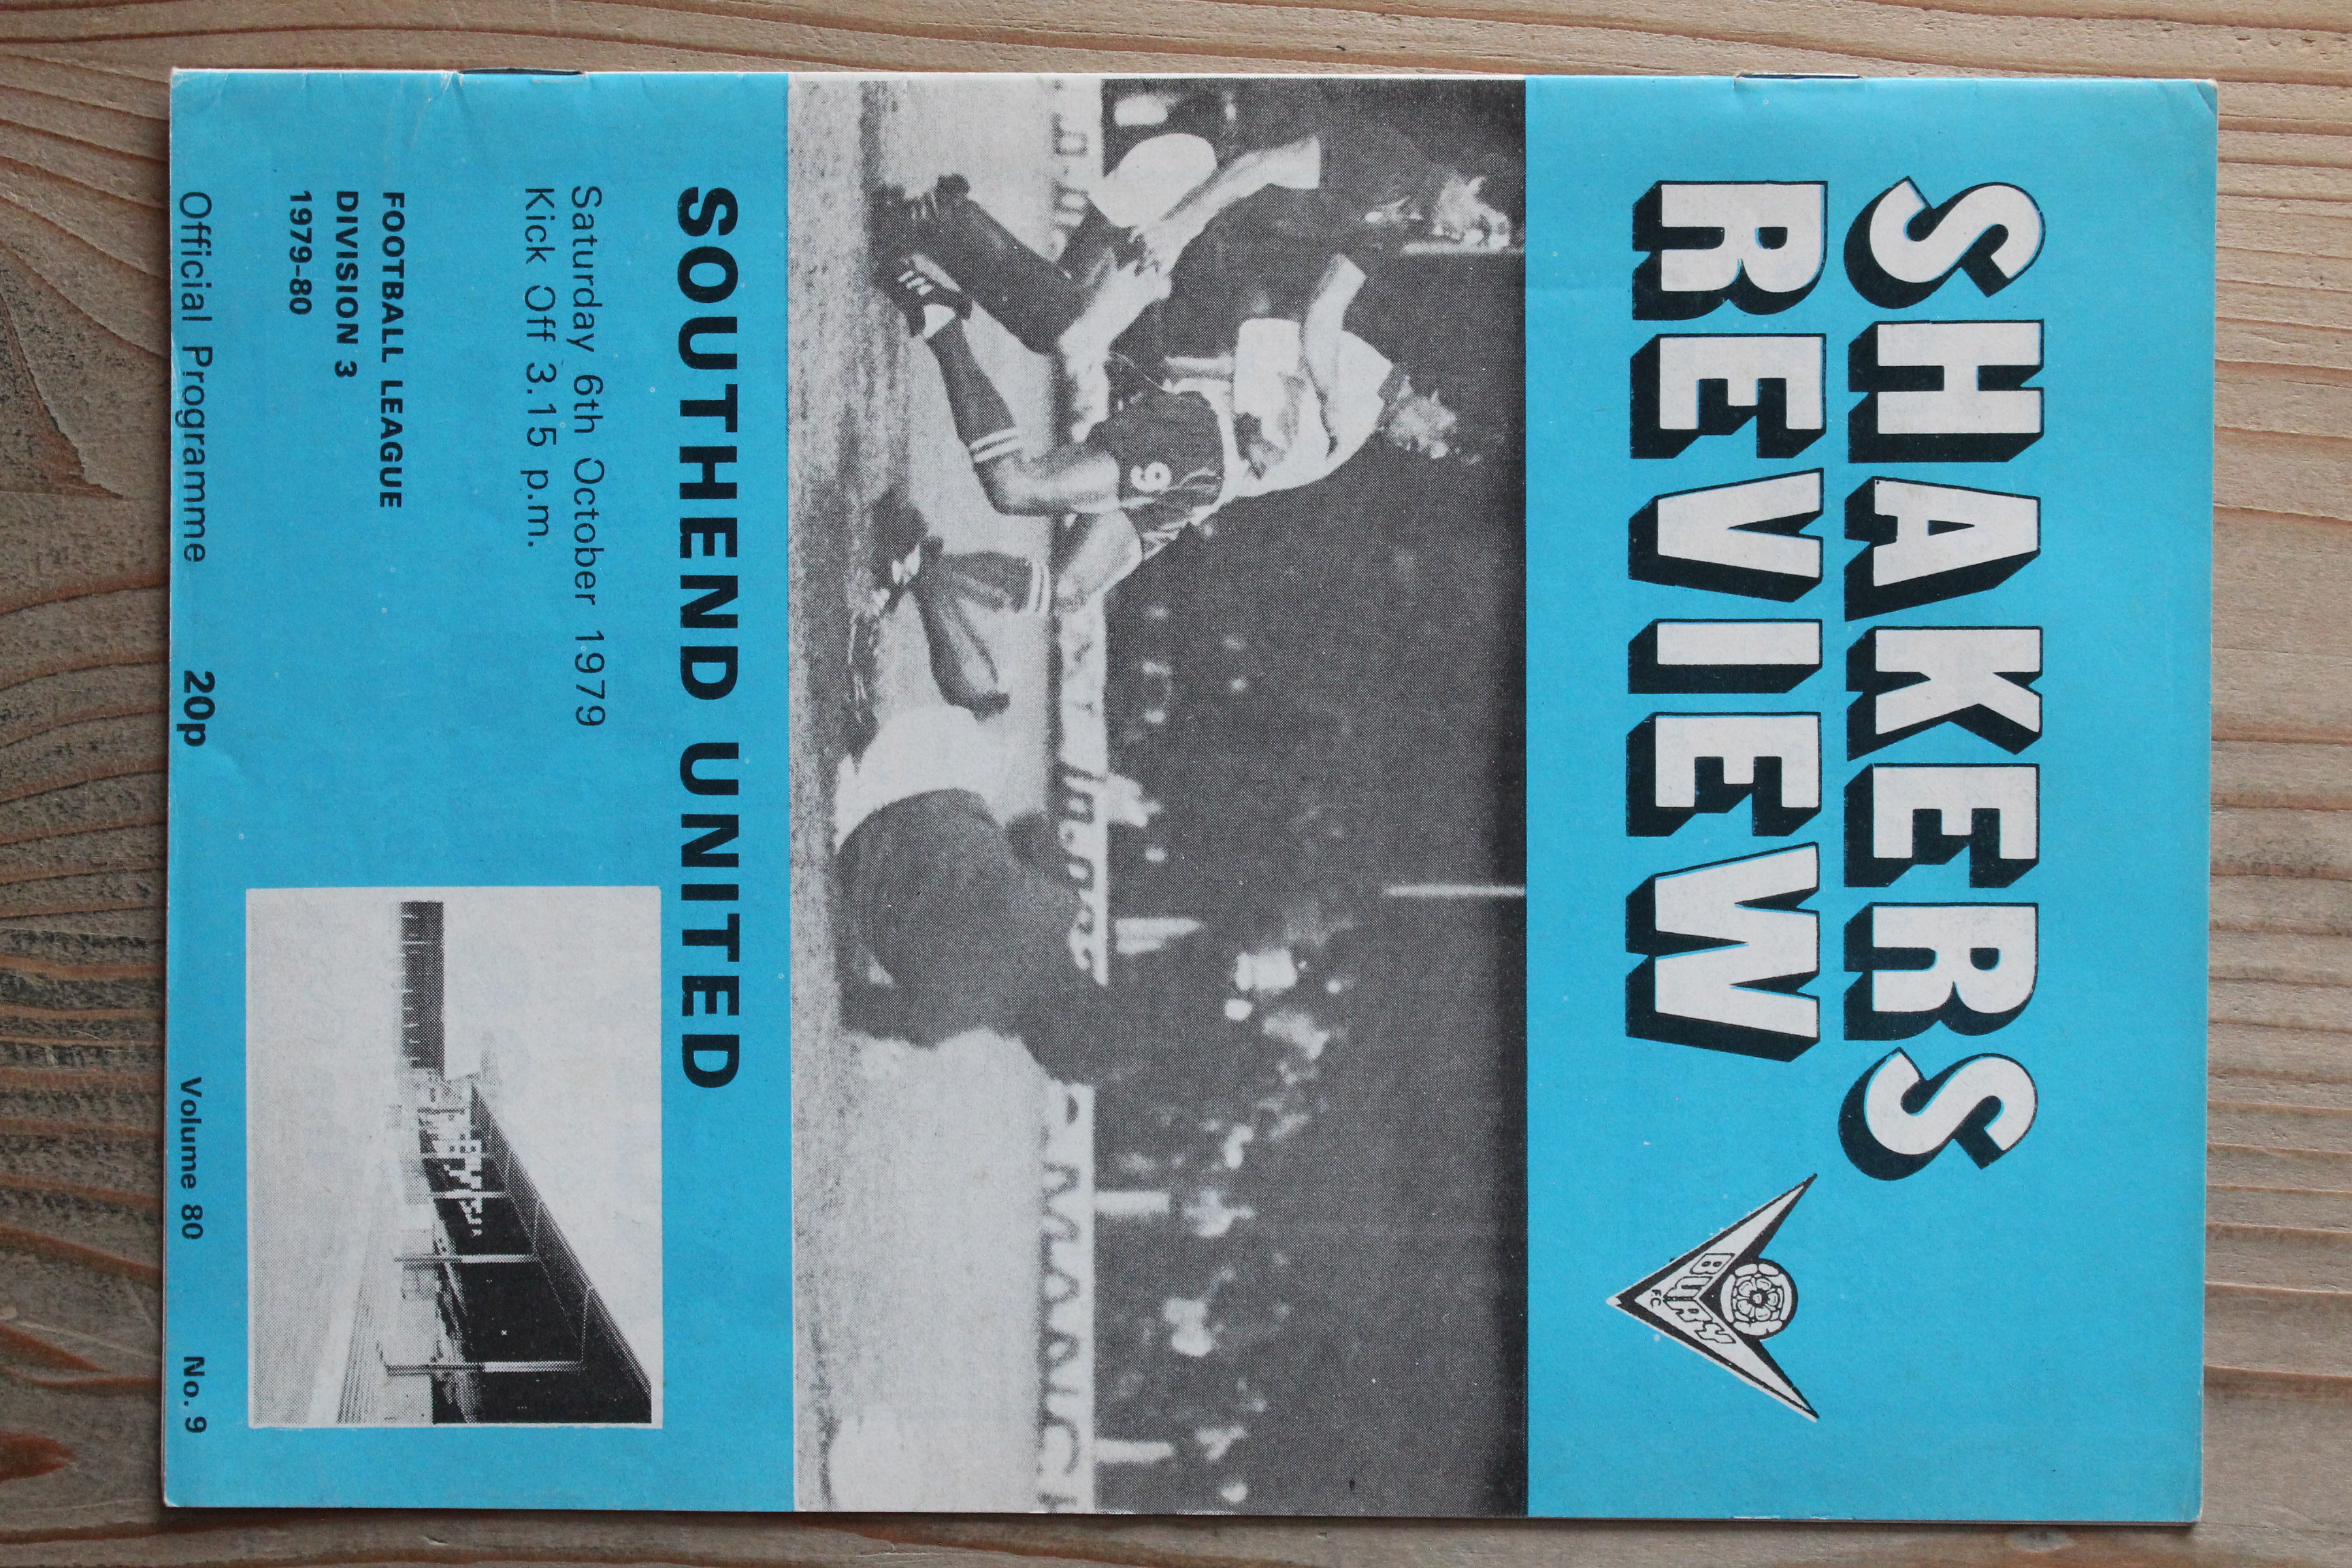 SHAKERS
REVIEW
BURY
FC
9
SOUTHEND UNITED
Saturday 6th October 1979
Kick Off 3.15 p.m.
FOOTBALL LEAGUE
DIVISION 3
1979-80
Official Programme 20p Volume 80 No. 9